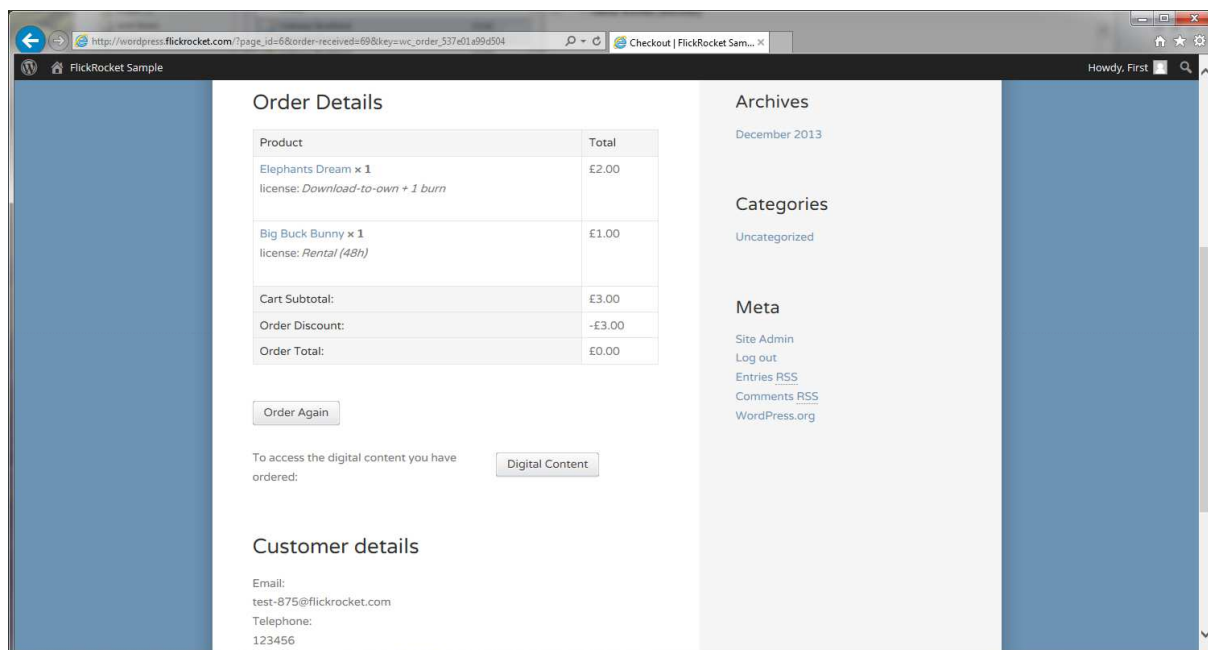 http://wordpress.flickrocket.com/?page_id=6&order-received=69&key=wc_order_537e01a99d504
Checkout | FlickRocket Sam...
FlickRocket Sample
Howdy, First
Order Details
Product Total
Elephants Dream × 1 £2.00
license: Download-to-own + 1 burn
Big Buck Bunny × 1 £1.00
license: Rental (48h)
Cart Subtotal: £3.00
Order Discount: -£3.00
Order Total: £0.00
Order Again
To access the digital content you have
ordered:
Digital Content
Customer details
Email:
test-875@flickrocket.com
Telephone:
123456
Archives
December 2013
Categories
Uncategorized
Meta
Site Admin
Log out
Entries RSS
Comments RSS
WordPress.org